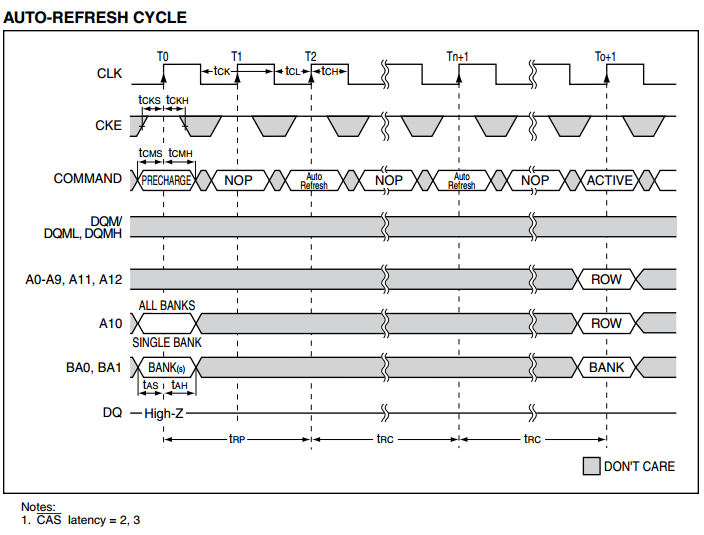 AUTO-REFRESH CYCLE
T0 T1 T2 Tn+1 To+1
CLK tCK tCL tCH
tCKS tCKH
CKE
tCMS tCMH
COMMAND PRECHARGE NOP Auto Refresh NOP Auto Refresh NOP ACTIVE
DQM/
DQML, DQMH
A0-A9, A11, A12 ROW
ALL BANKS
A10 ROW
SINGLE BANK
BA0, BA1 BANK(s) BANK
tAS tAH
DQ High-Z
tRP tRC tRC
DON'T CARE
Notes:
1. CAS latency = 2, 3